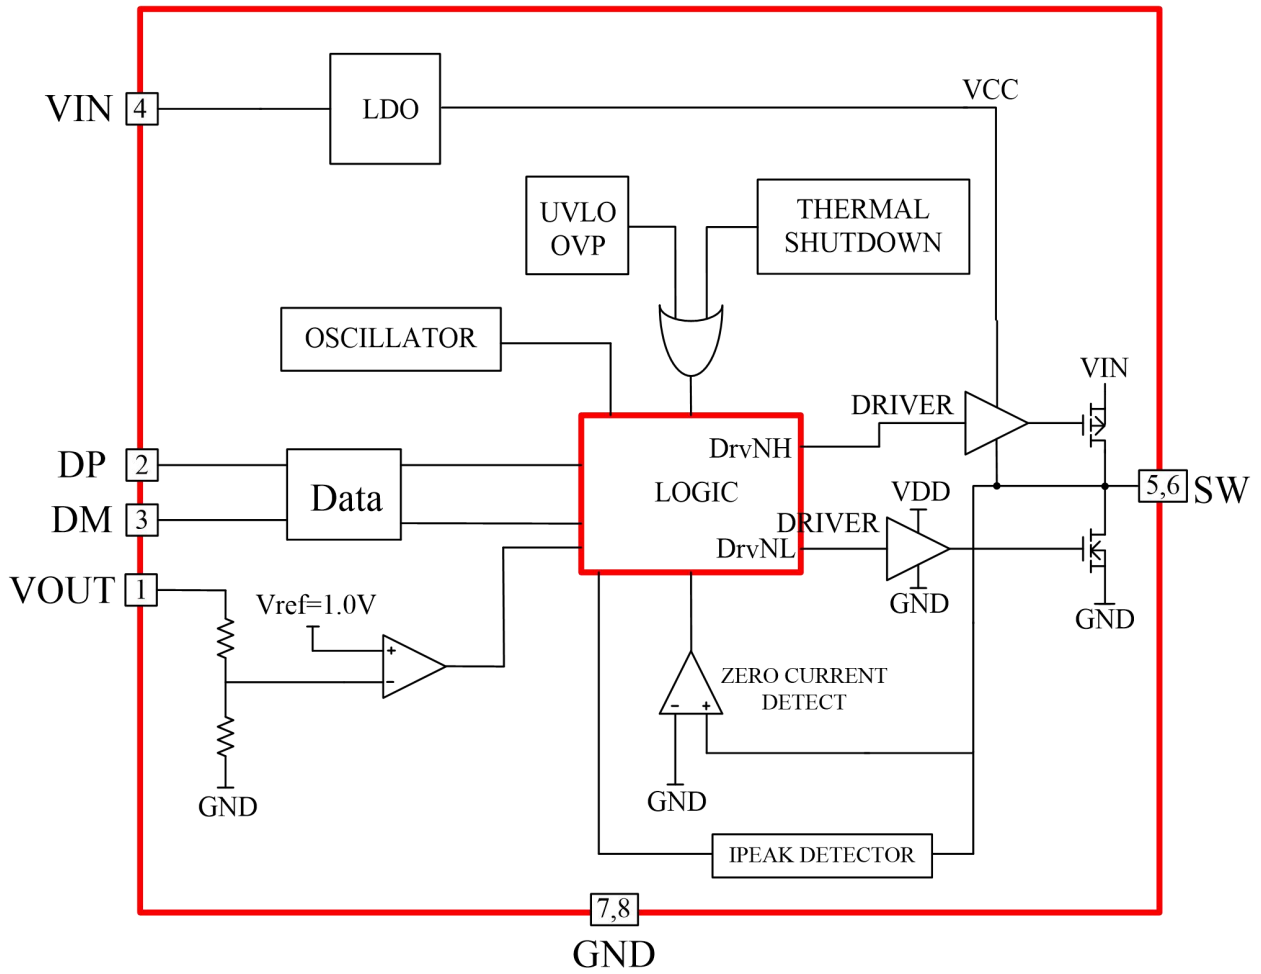 VCC
VIN
4
LDO
UVLO
OVP
THERMAL
SHUTDOWN
OSCILLATOR
VIN
DRIVER
DrvNH
DP
2
DM
3
Data
LOGIC
5,6
SW
VDD
DRIVER
DrvNL
VOUT
1
Vref=1.0V
+
-
GND
GND
ZERO CURRENT
DETECT
- +
GND
GND
IPEAK DETECTOR
7,8
GND